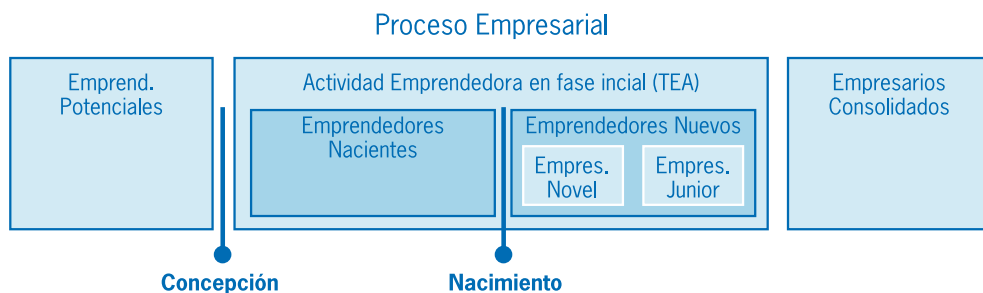 Proceso Empresarial
Emprend.
Potenciales
Actividad Emprendedora en fase incial (TEA)
Emprendedores
Nacientes
Emprendedores Nuevos
Empres.
Novel
Empres.
Junior
Empresarios
Consolidados
Concepción
Nacimiento